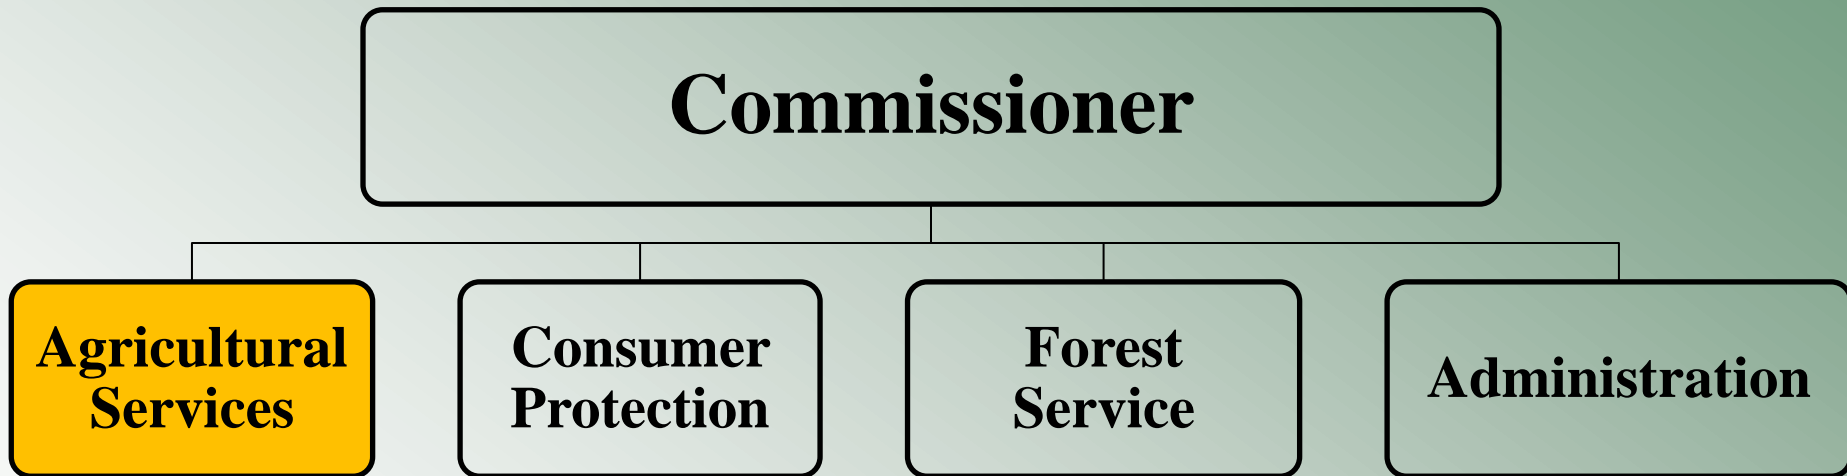 Commissioner
Agricultural
Services
Consumer
Protection
Forest
Service
Administration